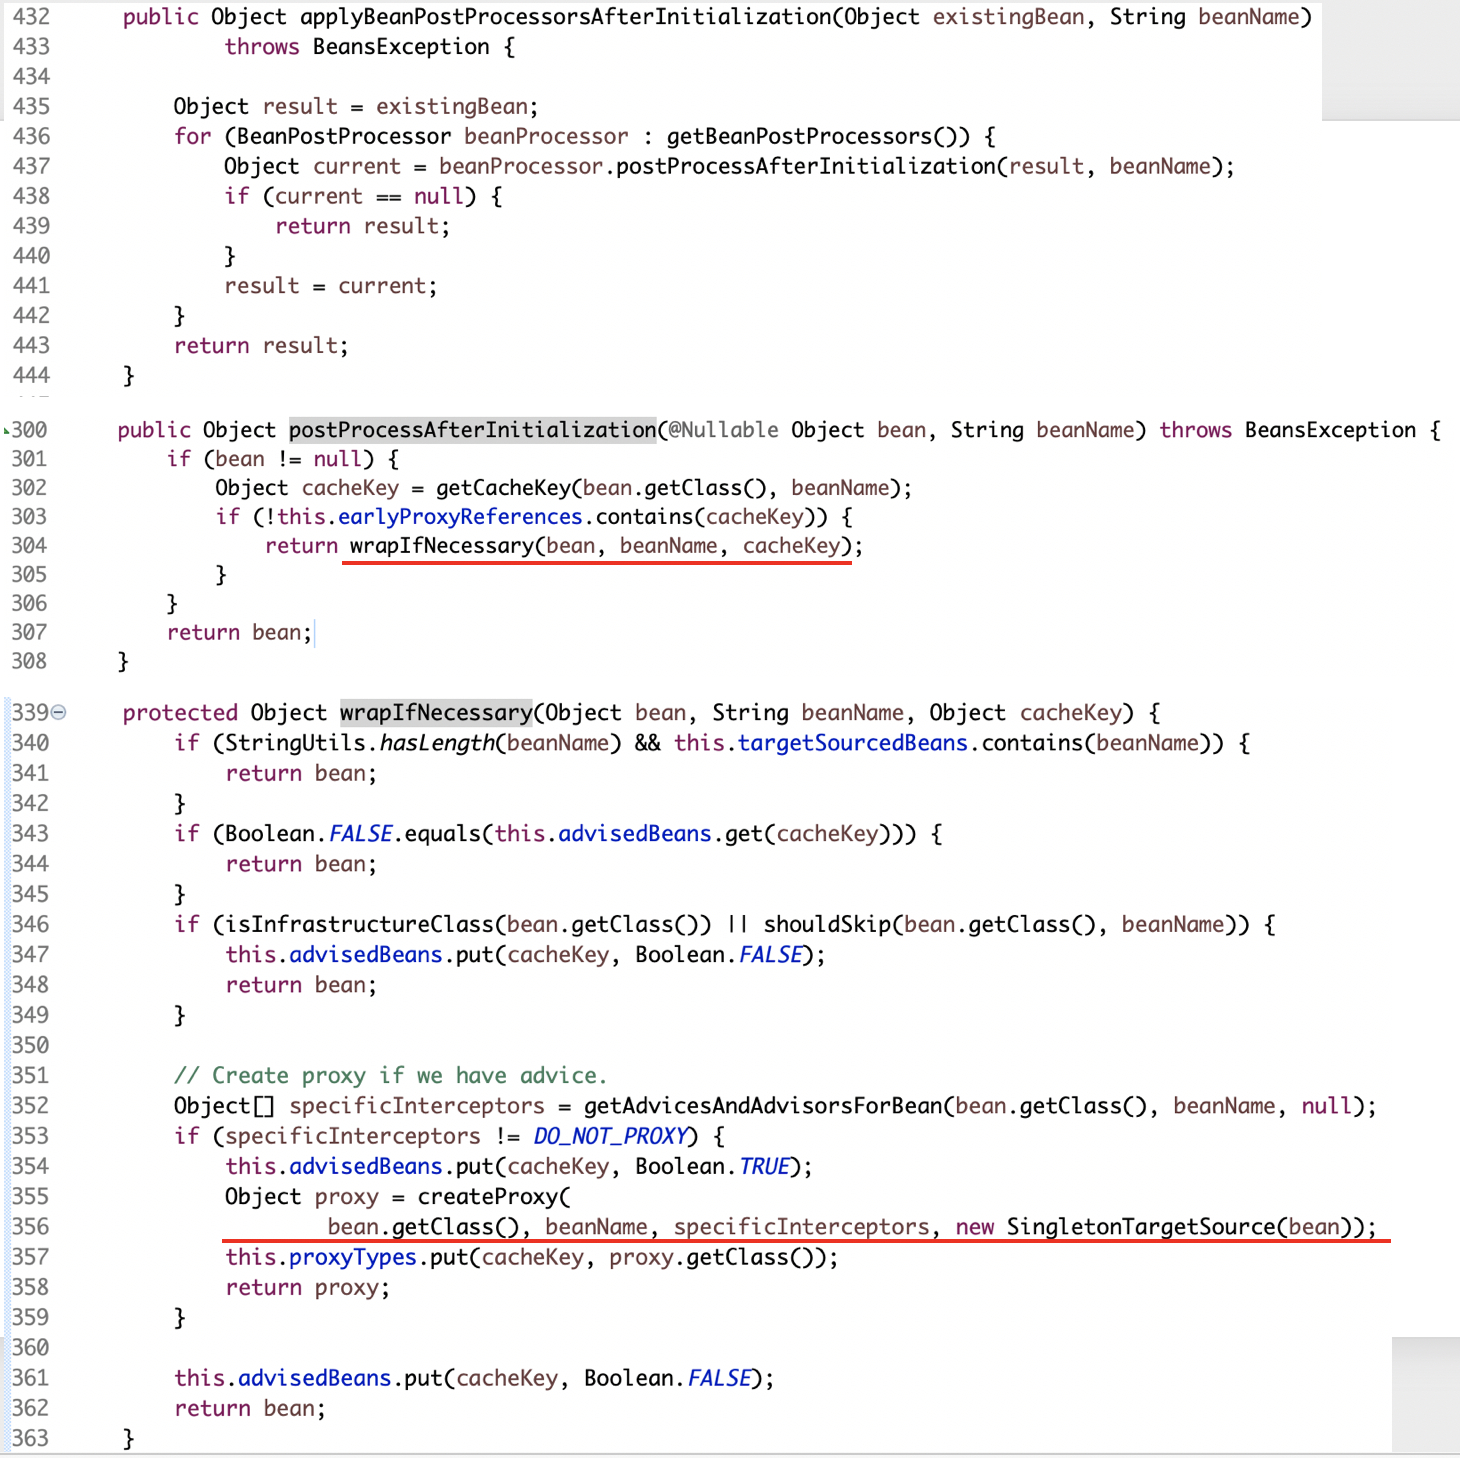 432 public Object applyBeanPostProcessorsAfterInitialization(Object existingBean, String beanName)
433 throws BeansException {
434
435 Object result = existingBean;
436 for (BeanPostProcessor beanProcessor : getBeanPostProcessors()) {
437 Object current = beanProcessor.postProcessAfterInitialization(result, beanName);
438 if (current == null) {
439 return result;
440 }
441 result = current;
442 }
443 return result;
444 }
300 public Object postProcessAfterInitialization(@Nullable Object bean, String beanName) throws BeansException {
301 if (bean != null) {
302 Object cacheKey = getCacheKey(bean.getClass(), beanName);
303 if (!this.earlyProxyReferences.contains(cacheKey)) {
304 return wrapIfNecessary(bean, beanName, cacheKey);
305 }
306 }
307 return bean;
308 }
339 protected Object wrapIfNecessary(Object bean, String beanName, Object cacheKey) {
340 if (StringUtils.hasLength(beanName) && this.targetSourcedBeans.contains(beanName)) {
341 return bean;
342 }
343 if (Boolean.FALSE.equals(this.advisedBeans.get(cacheKey))) {
344 return bean;
345 }
346 if (isInfrastructureClass(bean.getClass()) || shouldSkip(bean.getClass(), beanName)) {
347 this.advisedBeans.put(cacheKey, Boolean.FALSE);
348 return bean;
349 }
350
351 // Create proxy if we have advice.
352 Object[] specificInterceptors = getAdvicesAndAdvisorsForBean(bean.getClass(), beanName, null);
353 if (specificInterceptors != DO_NOT_PROXY) {
354 this.advisedBeans.put(cacheKey, Boolean.TRUE);
355 Object proxy = createProxy(
356 bean.getClass(), beanName, specificInterceptors, new SingletonTargetSource(bean));
357 this.proxyTypes.put(cacheKey, proxy.getClass());
358 return proxy;
359 }
360
361 this.advisedBeans.put(cacheKey, Boolean.FALSE);
362 return bean;
363 }